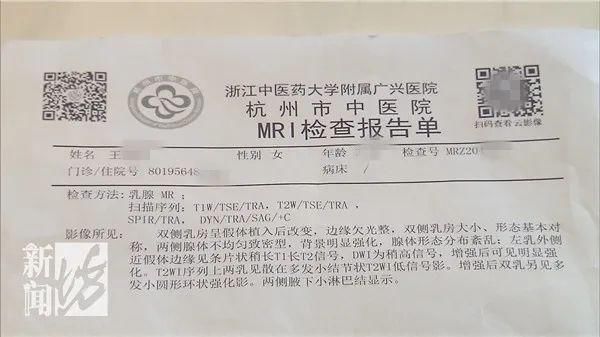 浙江中医药大学附属广兴医院
杭州市中医院
MRI检查报告单
扫码查看云影像
姓名 王 性别 女 年龄 检查号 MRZ20
门诊/住院号 80195648 病床 /
检查方法: 乳腺 MR ;
扫描序列: T1W/TSE/TRA, T2W/TSE/TRA ,
SPIR/TRA, DYN/TRA/SAG/+C
影像所见: 双侧乳房呈假体植入后改变,边缘欠光整,双侧乳房大小、形态基本对
称,两侧腺体不均匀致密型,背景明显强化,腺体形态分布紊乱;左乳外侧
近假体边缘见条片状稍长T1长T2信号,DWI为稍高信号,增强后可见明显强
化。T2WI序列上两乳见散在多发小结节状T2WI低信号影。增强后双乳另见多
发小圆形环状强化影。两侧腋下小淋巴结显示。
新闻坊